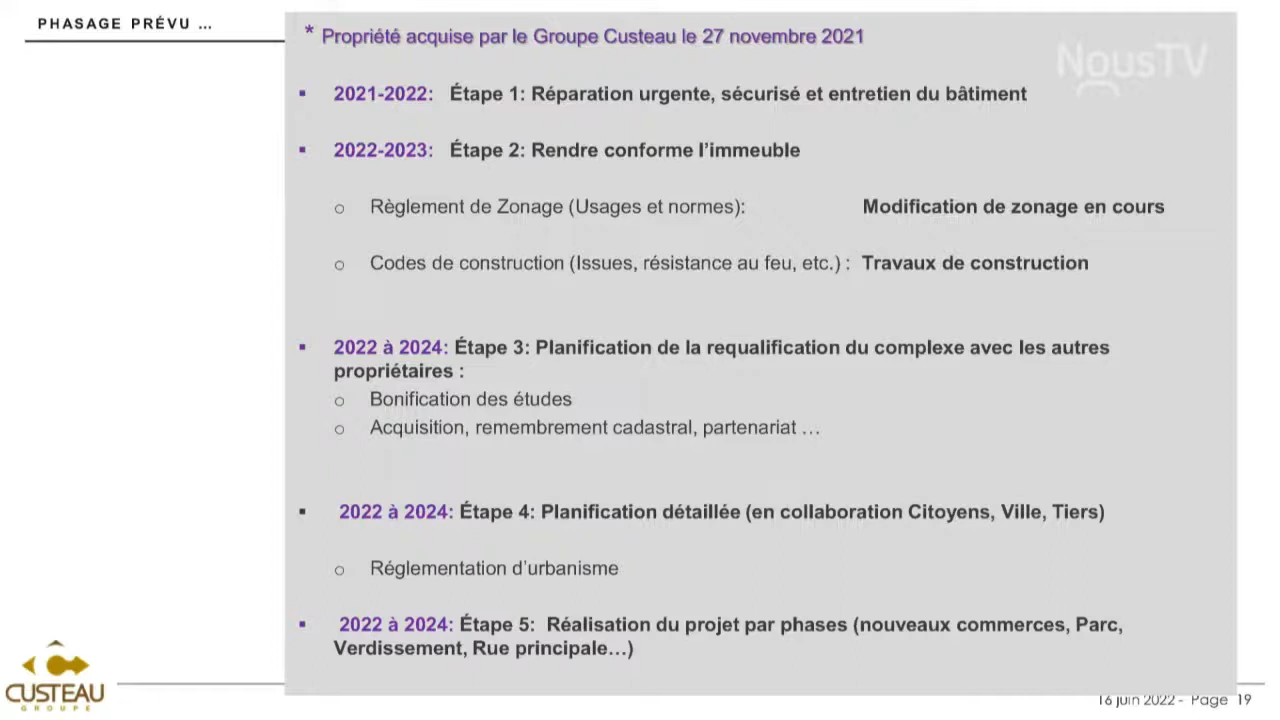 PHASAGE PRÉVU ...
* Propriété acquise par le Groupe Custeau le 27 novembre 2021
NousTV
▪ 2021-2022: Étape 1: Réparation urgente, sécurisé et entretien du bâtiment
▪ 2022-2023: Étape 2: Rendre conforme l’immeuble
o Règlement de Zonage (Usages et normes): Modification de zonage en cours
o Codes de construction (Issues, résistance au feu, etc.) : Travaux de construction
▪ 2022 à 2024: Étape 3: Planification de la requalification du complexe avec les autres
propriétaires :
o Bonification des études
o Acquisition, remembrement cadastral, partenariat …
▪ 2022 à 2024: Étape 4: Planification détaillée (en collaboration Citoyens, Ville, Tiers)
o Réglementation d’urbanisme
▪ 2022 à 2024: Étape 5: Réalisation du projet par phases (nouveaux commerces, Parc,
Verdissement, Rue principale…)
CUSTEAU
GROUPE
16 juin 2022 - Page 19